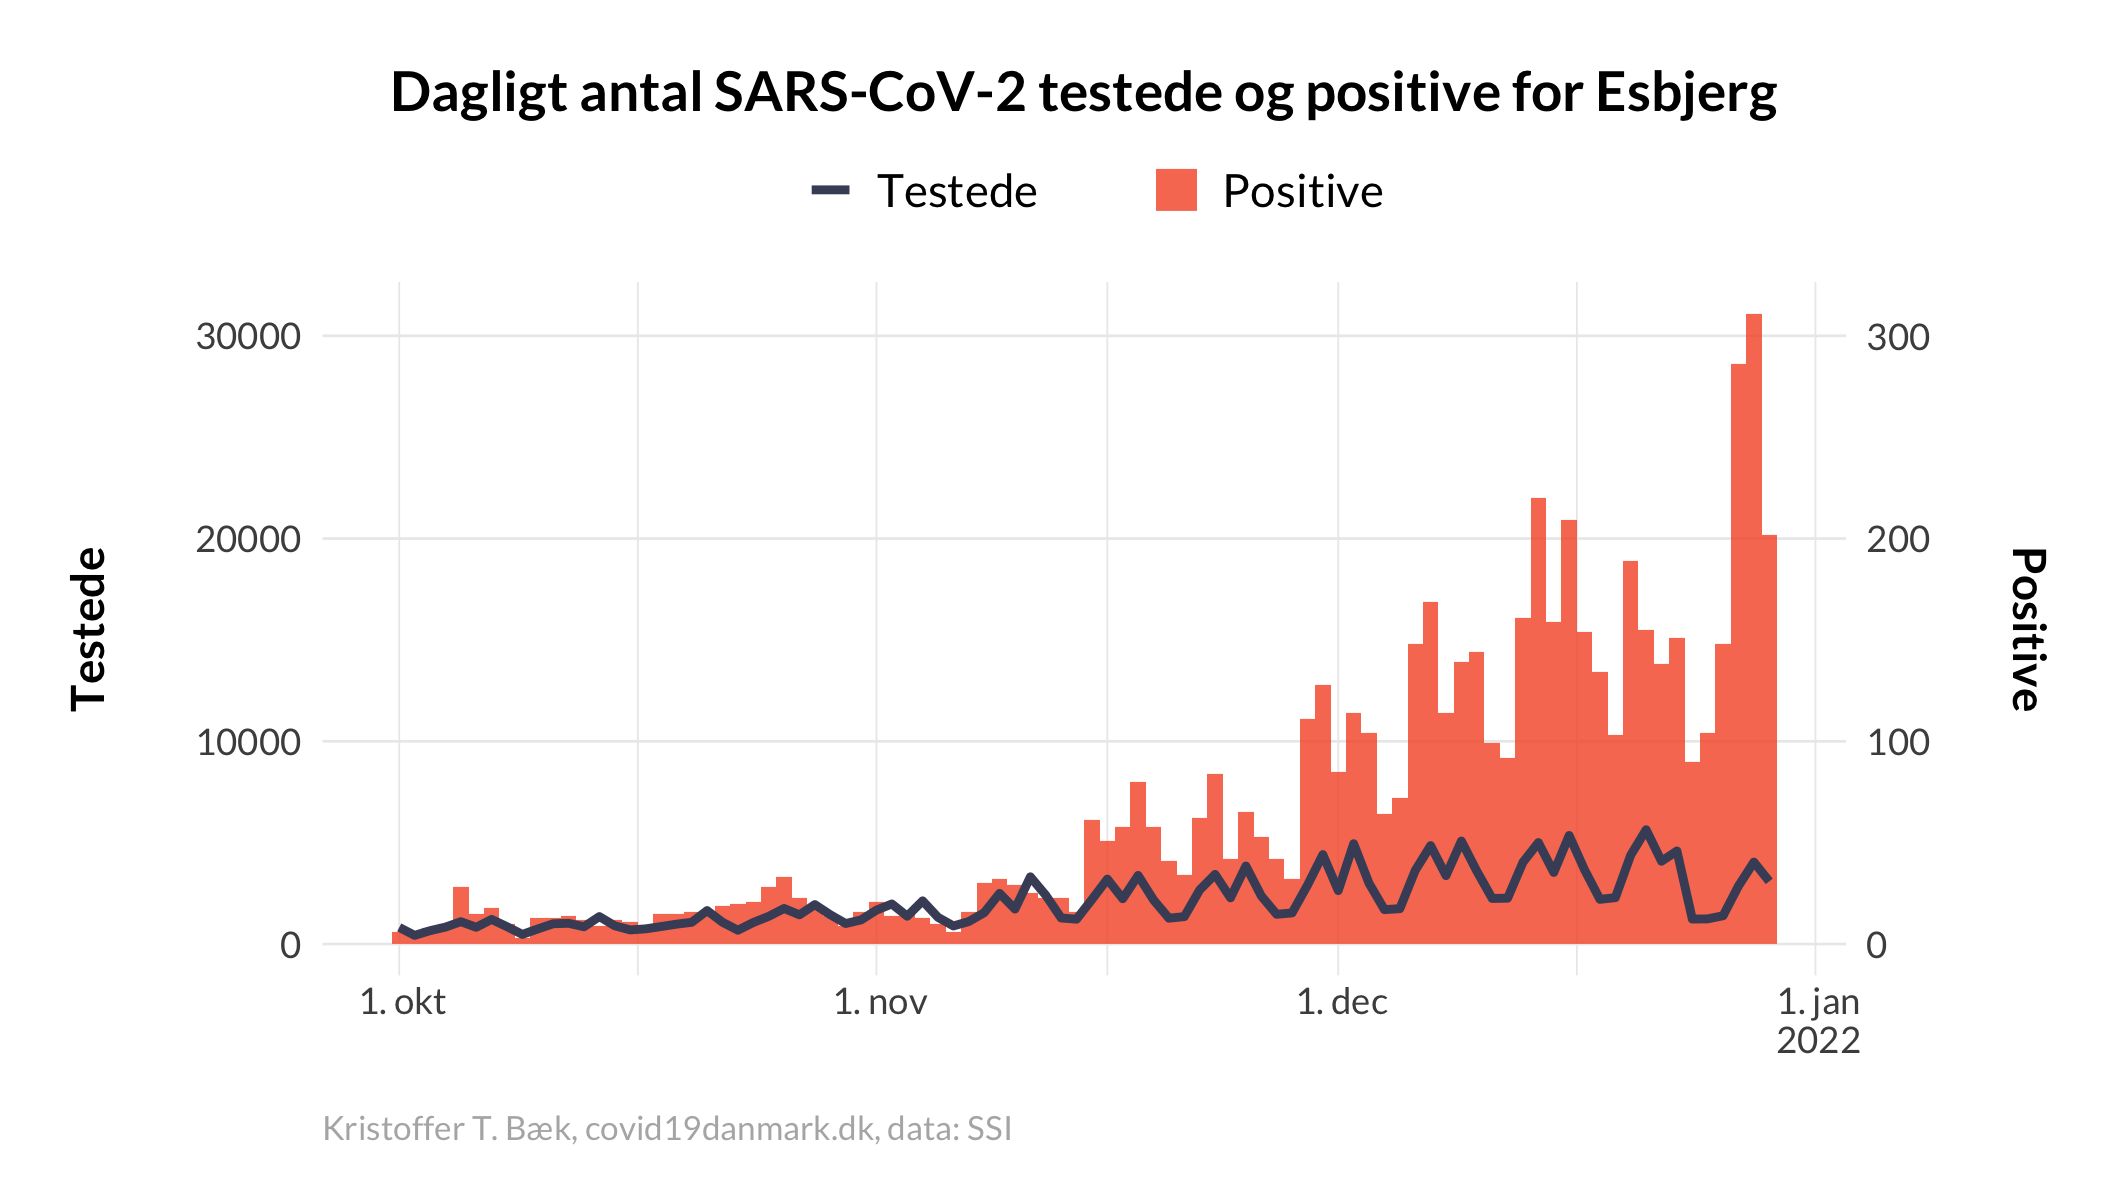 Dagligt antal SARS-CoV-2 testede og positive for Esbjerg
Testede
Positive
30000
20000
10000
0
300
200
100
0
Testede
Positive
1. okt
1. nov
1. dec
1. jan
2022
Kristoffer T. Bæk, covid19danmark.dk, data: SSI